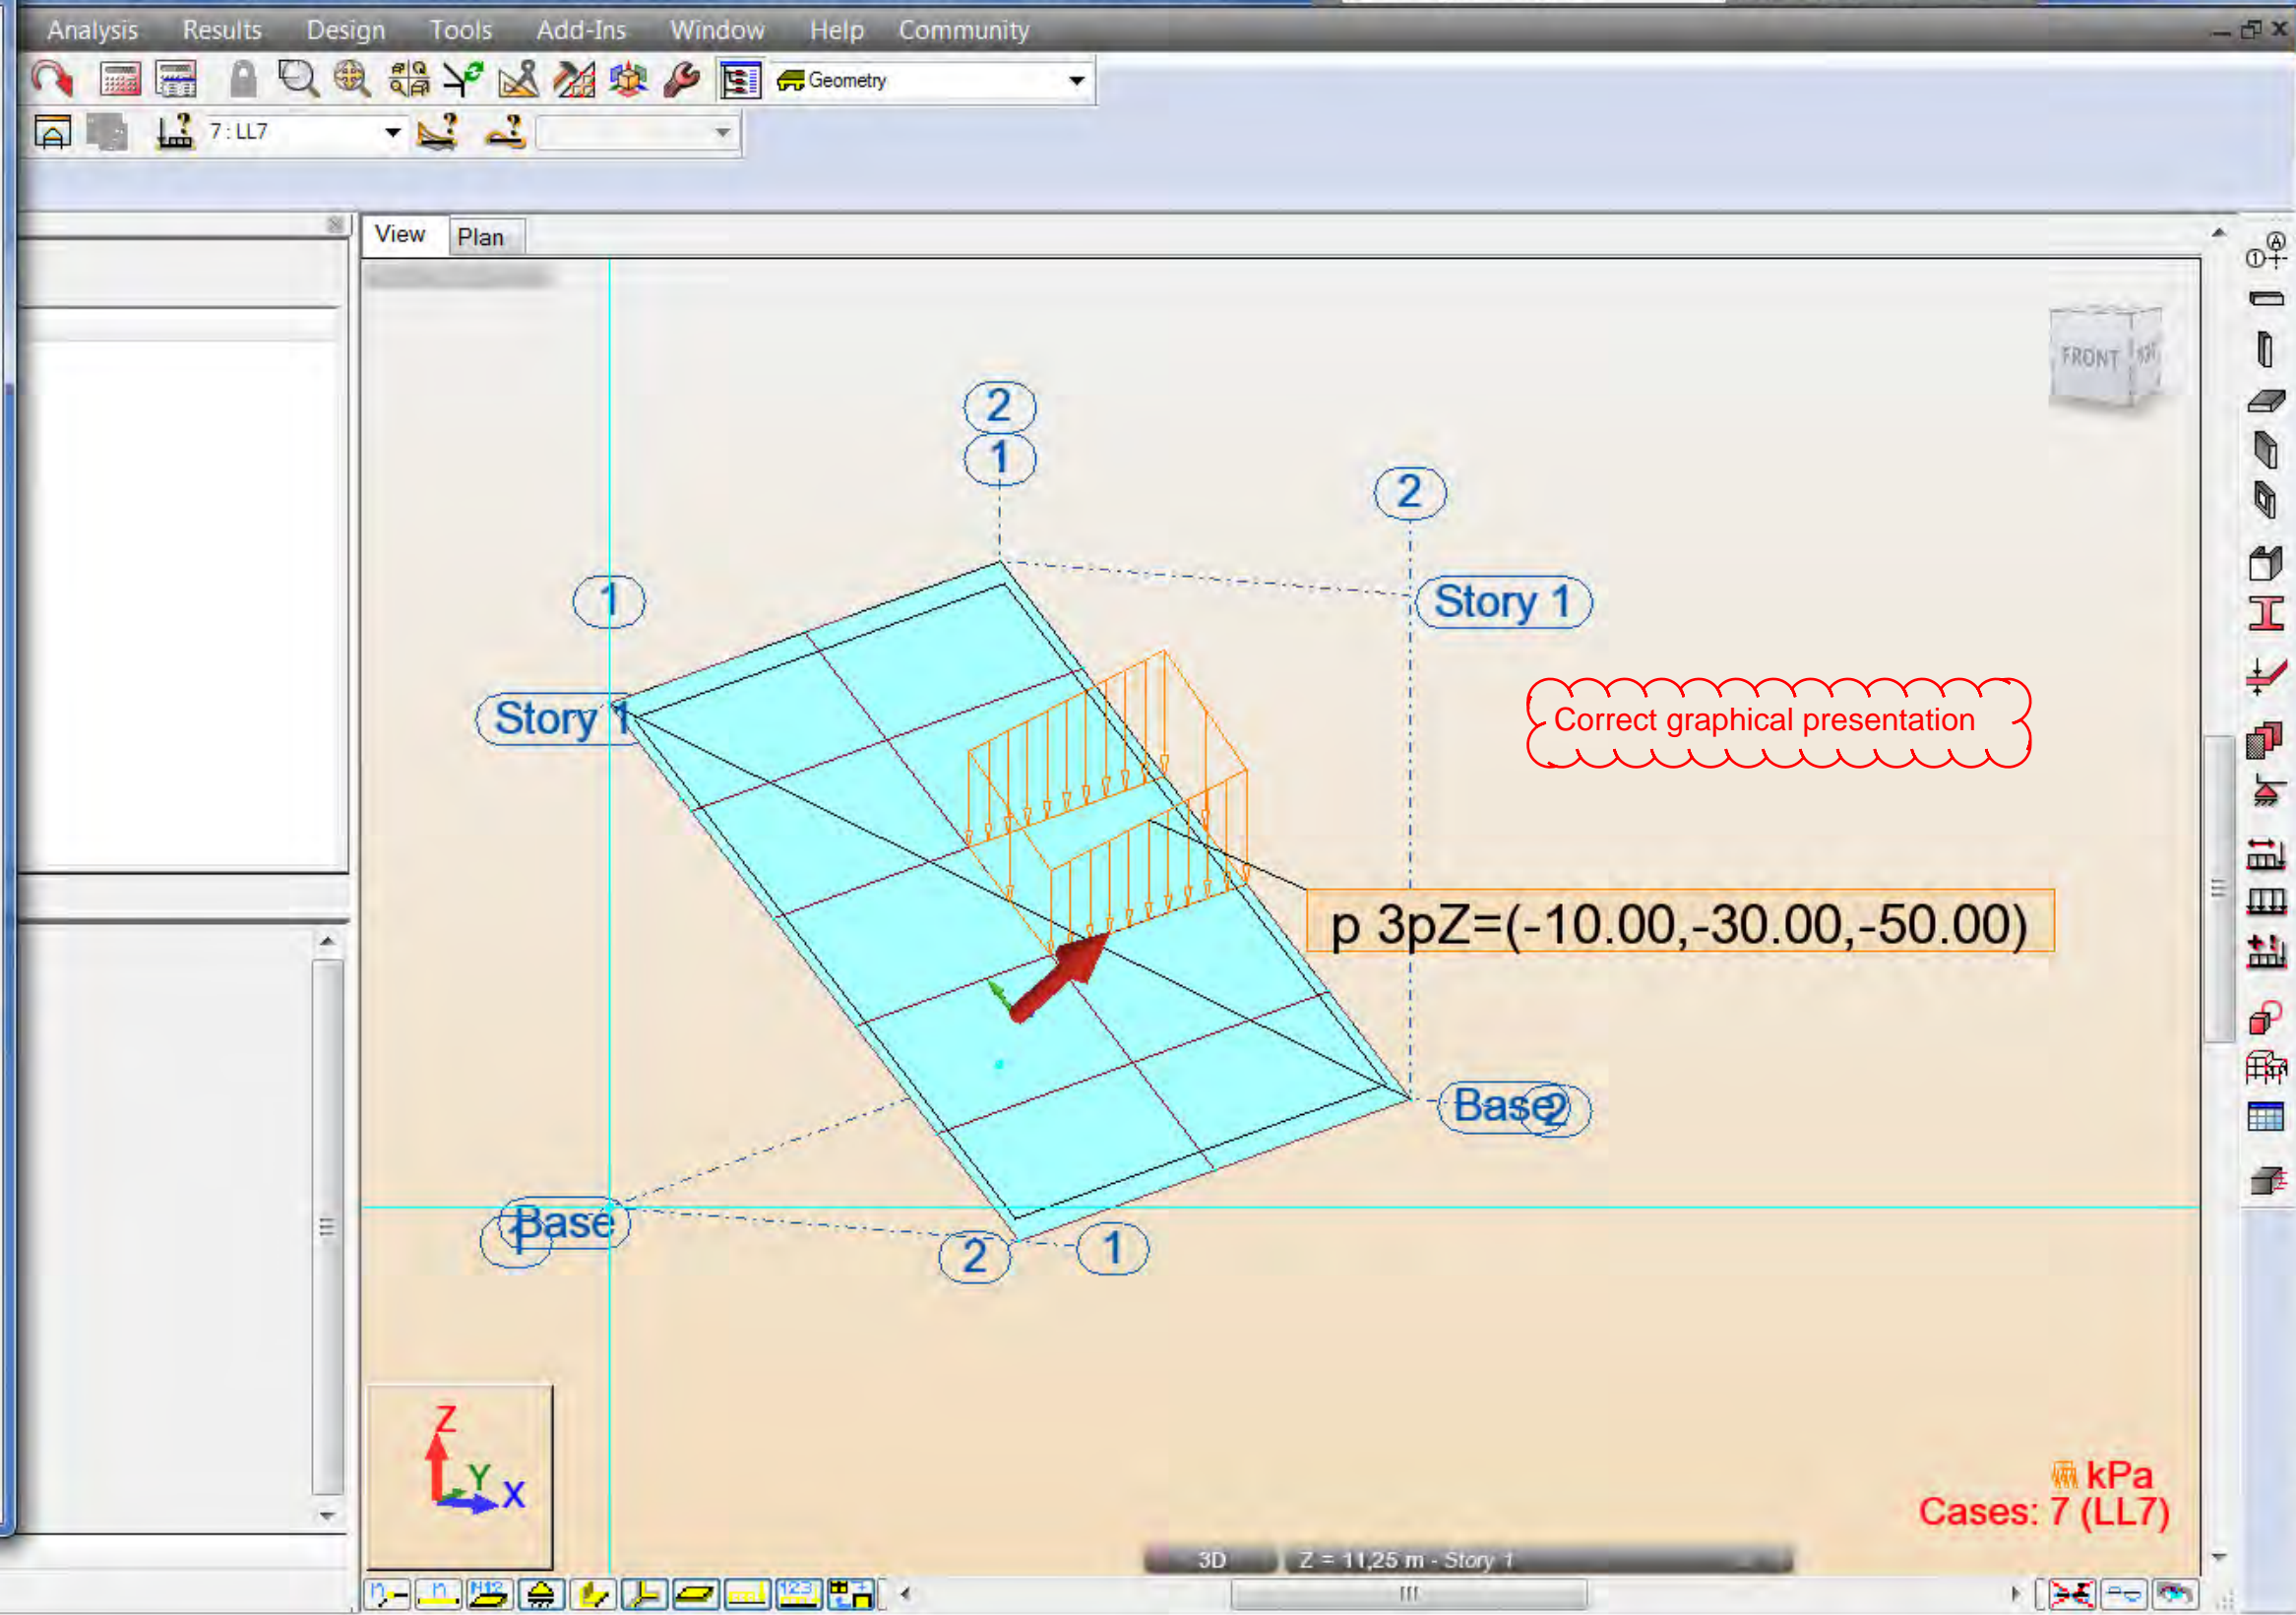 Analysis Results Design Tools Add-Ins Window Help Community
Geometry
7 : LL7
View Plan
FRONT
2
1
2
1
Story 1
Story 1
Correct graphical presentation
p 3pZ=(-10.00,-30.00,-50.00)
Base
2
Base
2
1
Z
Y
X
kPa
Cases: 7 (LL7)
3D Z = 11,25 m - Story 1